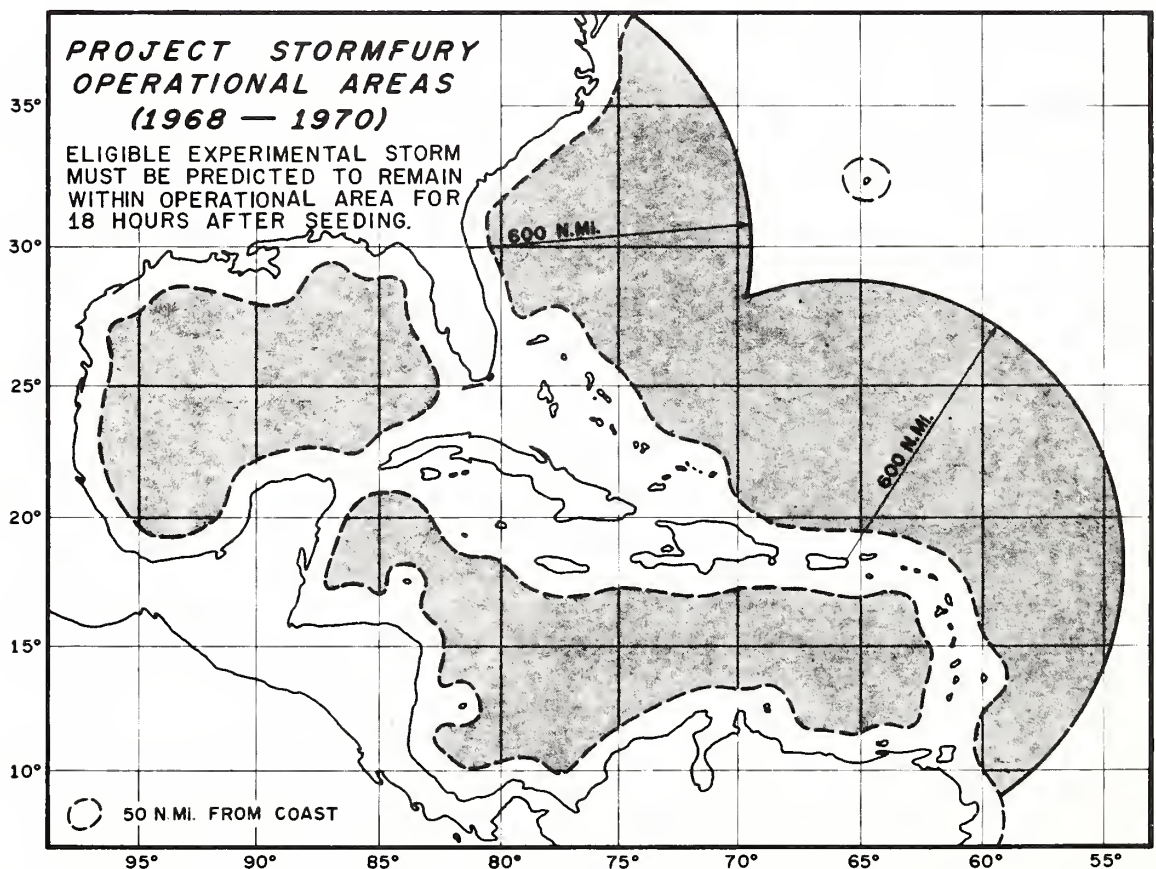 PROJECT STORMFURY
OPERATIONAL AREAS
(1968 — 1970)
ELIGIBLE EXPERIMENTAL STORM
MUST BE PREDICTED TO REMAIN
WITHIN OPERATIONAL AREA FOR
18 HOURS AFTER SEEDING.
35°
30°
25°
20°
15°
10°
600 N.MI.
600 N.MI.
50 N.MI. FROM COAST
95° 90° 85° 80° 75° 70° 65° 60° 55°